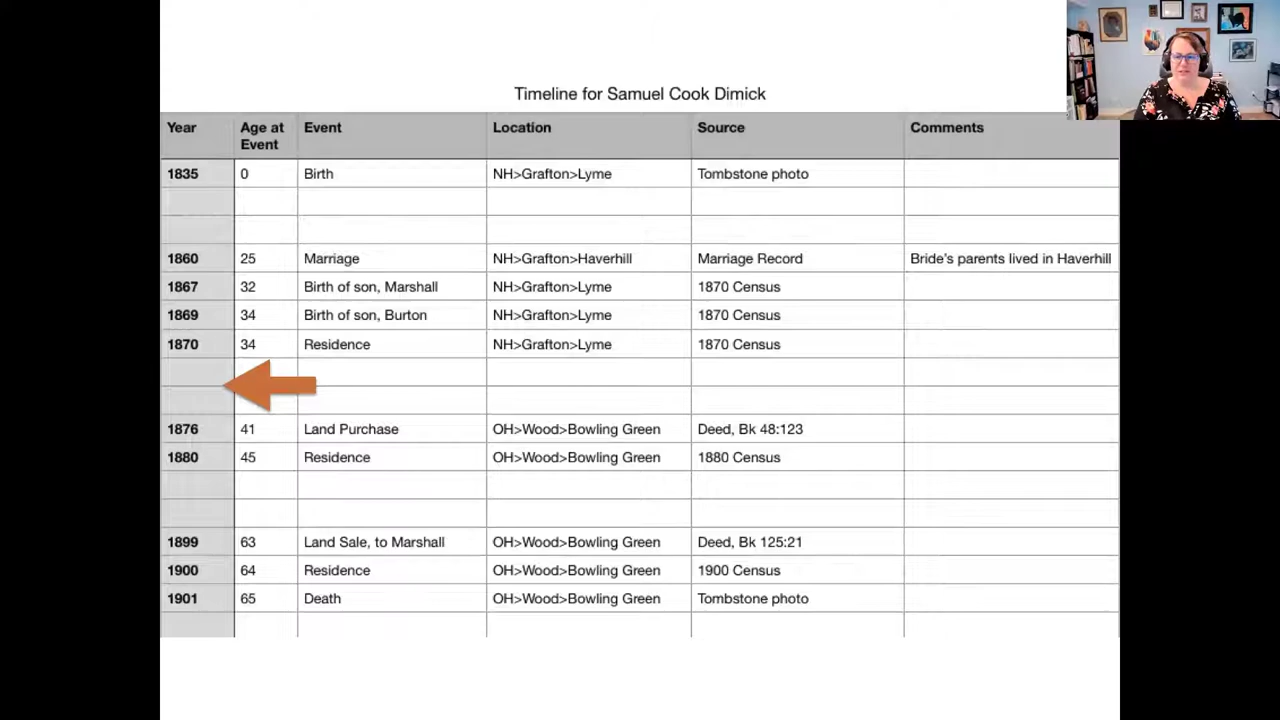 Timeline for Samuel Cook Dimick
Year Age at Event Event Location Source Comments
1835 0 Birth NH>Grafton>Lyme Tombstone photo
1860 25 Marriage NH>Grafton>Haverhill Marriage Record Bride's parents lived in Haverhill
1867 32 Birth of son, Marshall NH>Grafton>Lyme 1870 Census
1869 34 Birth of son, Burton NH>Grafton>Lyme 1870 Census
1870 34 Residence NH>Grafton>Lyme 1870 Census
1876 41 Land Purchase OH>Wood>Bowling Green Deed, Bk 48:123
1880 45 Residence OH>Wood>Bowling Green 1880 Census
1899 63 Land Sale, to Marshall OH>Wood>Bowling Green Deed, Bk 125:21
1900 64 Residence OH>Wood>Bowling Green 1900 Census
1901 65 Death OH>Wood>Bowling Green Tombstone photo